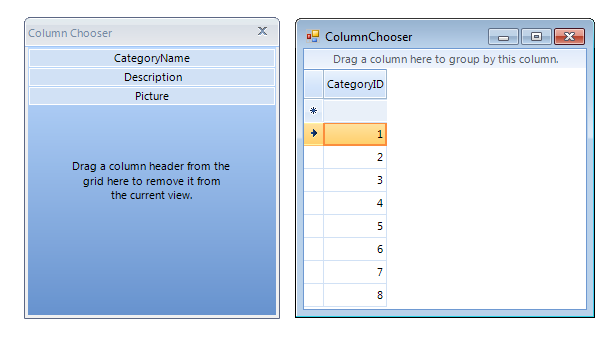 Column Chooser
CategoryName
Description
Picture
Drag a column header from the
grid here to remove it from
the current view.
ColumnChooser
Drag a column here to group by this column.
CategoryID
*
1
2
3
4
5
6
7
8